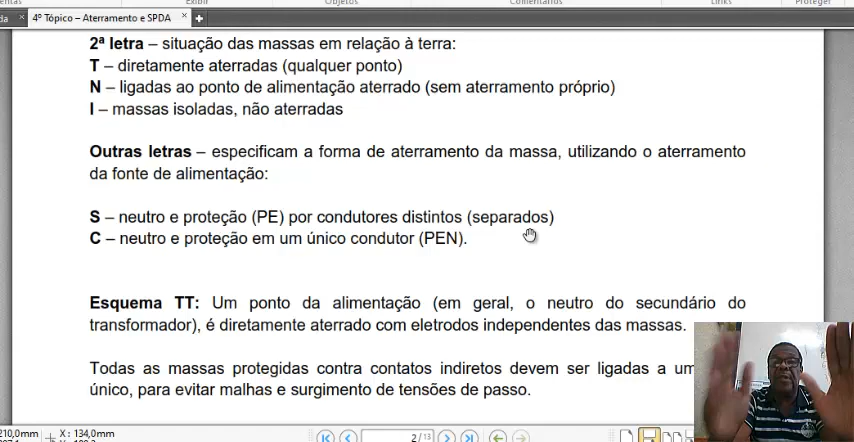 Exibir
Objetos
Comentários
Links
Proteger
da × 4º Tópico – Aterramento e SPDA ×
2ª letra – situação das massas em relação à terra:
T – diretamente aterradas (qualquer ponto)
N – ligadas ao ponto de alimentação aterrado (sem aterramento próprio)
I – massas isoladas, não aterradas
Outras letras – especificam a forma de aterramento da massa, utilizando o aterramento
da fonte de alimentação:
S – neutro e proteção (PE) por condutores distintos (separados)
C – neutro e proteção em um único condutor (PEN).
Esquema TT: Um ponto da alimentação (em geral, o neutro do secundário do
transformador), é diretamente aterrado com eletrodos independentes das massas.
Todas as massas protegidas contra contatos indiretos devem ser ligadas a um
único, para evitar malhas e surgimento de tensões de passo.
210,0mm X: 134,0mm 2 / 13